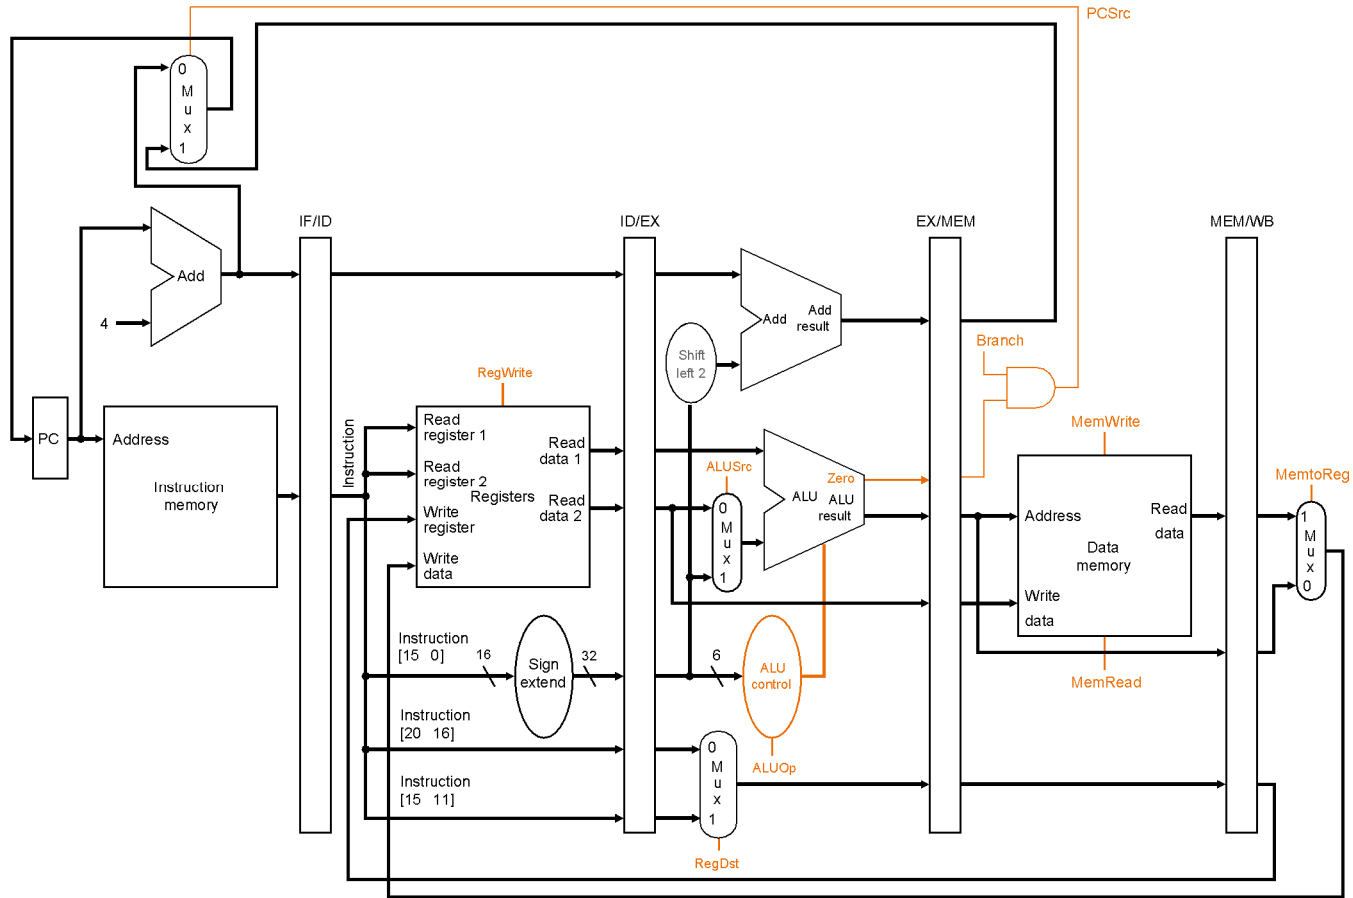 PCSrc
0
M
u
x
1
IF/ID
ID/EX
EX/MEM
MEM/WB
Add
4
Add
Add
result
Shift
left 2
Branch
RegWrite
PC
Address
Instruction
memory
Instruction
Read
register 1
Read
data 1
Read
register 2
Registers
Read
data 2
Write
register
Write
data
ALUSrc
0
M
u
x
1
Zero
ALU
ALU
result
MemWrite
Address
Read
data
Data
memory
Write
data
MemRead
MemtoReg
1
M
u
x
0
Instruction
[15 0]
16
Sign
extend
32
6
ALU
control
ALUOp
Instruction
[20 16]
Instruction
[15 11]
0
M
u
x
1
RegDst